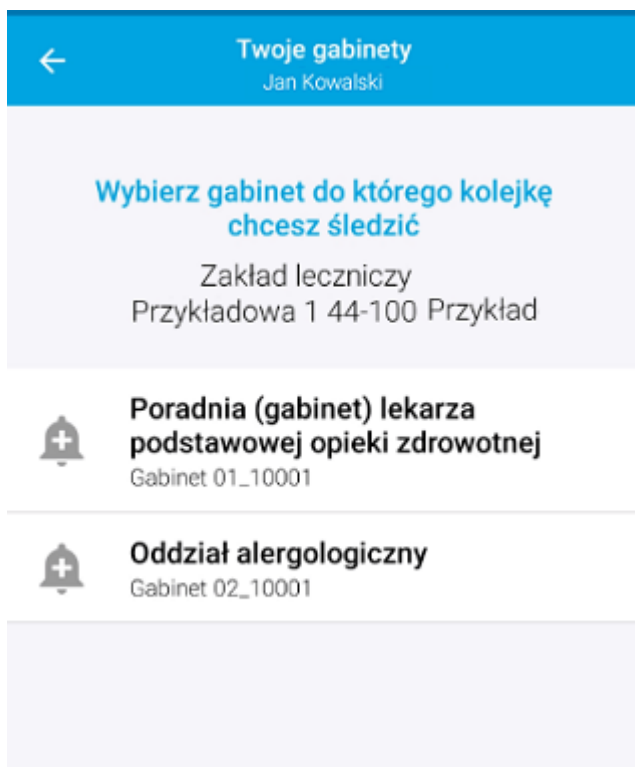 Twoje gabinety
Jan Kowalski
Wybierz gabinet do którego kolejkę
chcesz śledzić
Zakład leczniczy
Przykładowa 1 44-100 Przykład
Poradnia (gabinet) lekarza
podstawowej opieki zdrowotnej
Gabinet 01_10001
Oddział alergologiczny
Gabinet 02_10001